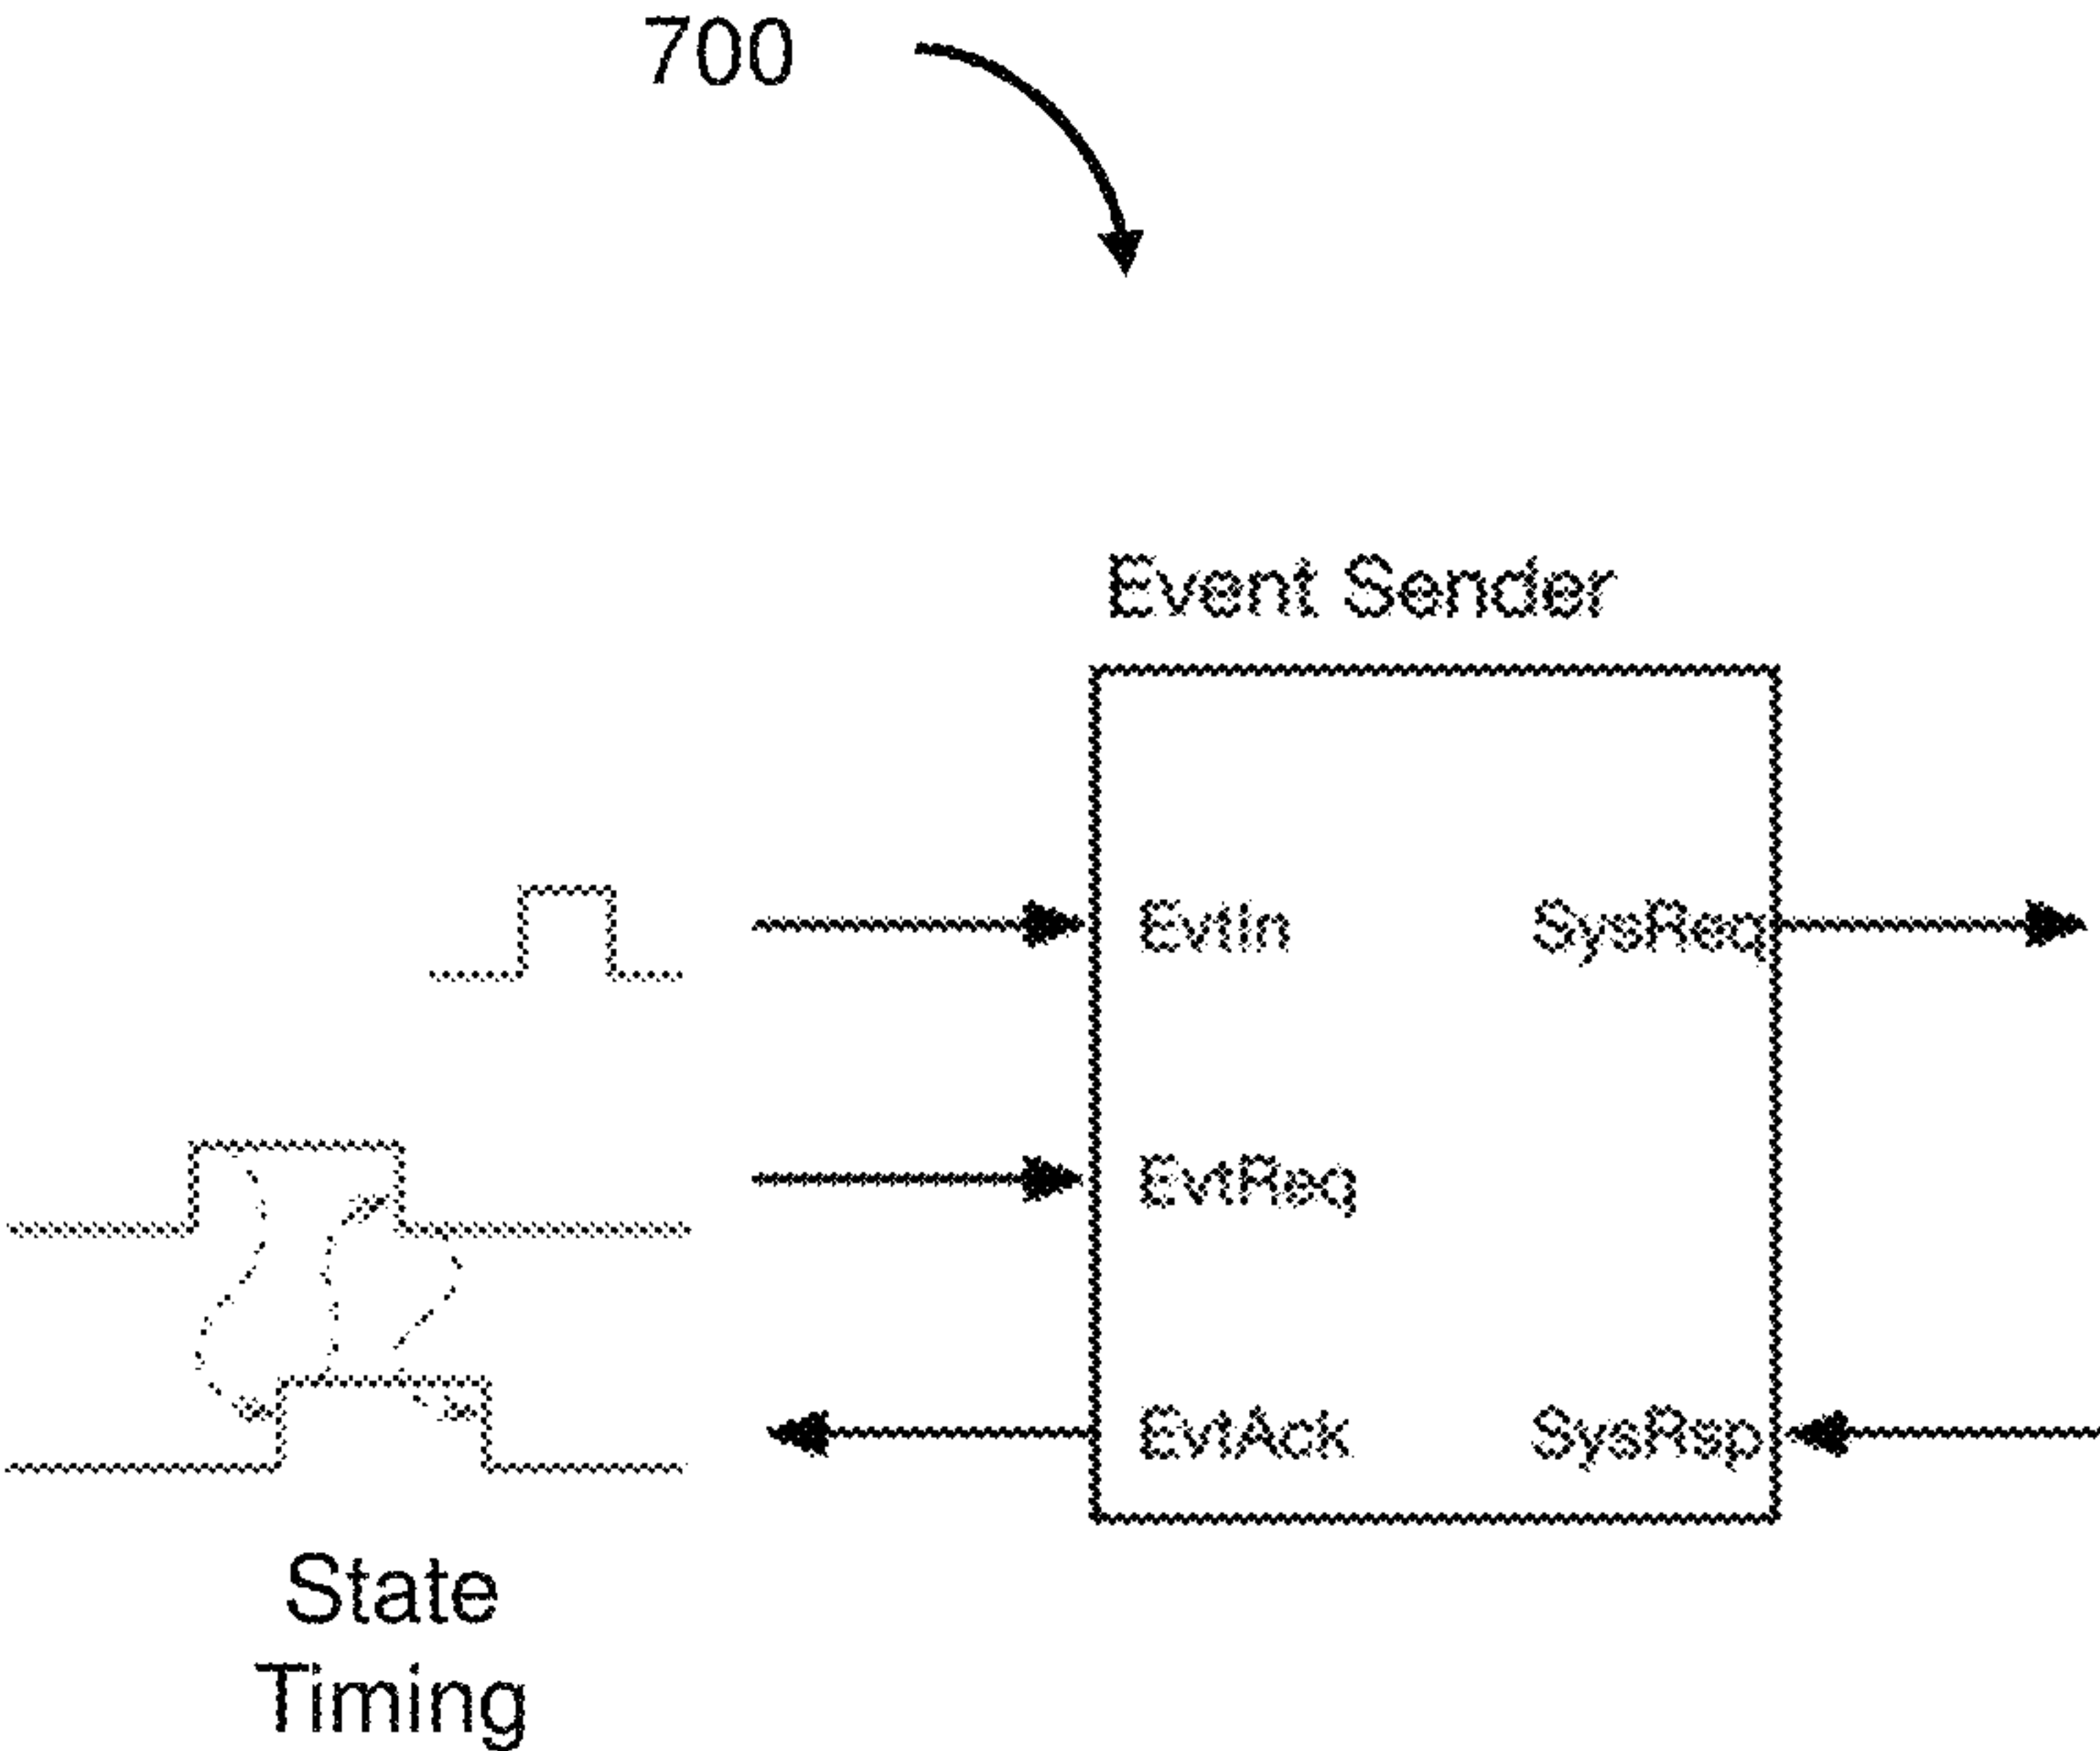 700
Event Sender
EvtIn
SysReq
EvtReq
EvtAck
SysRsp
State
Timing